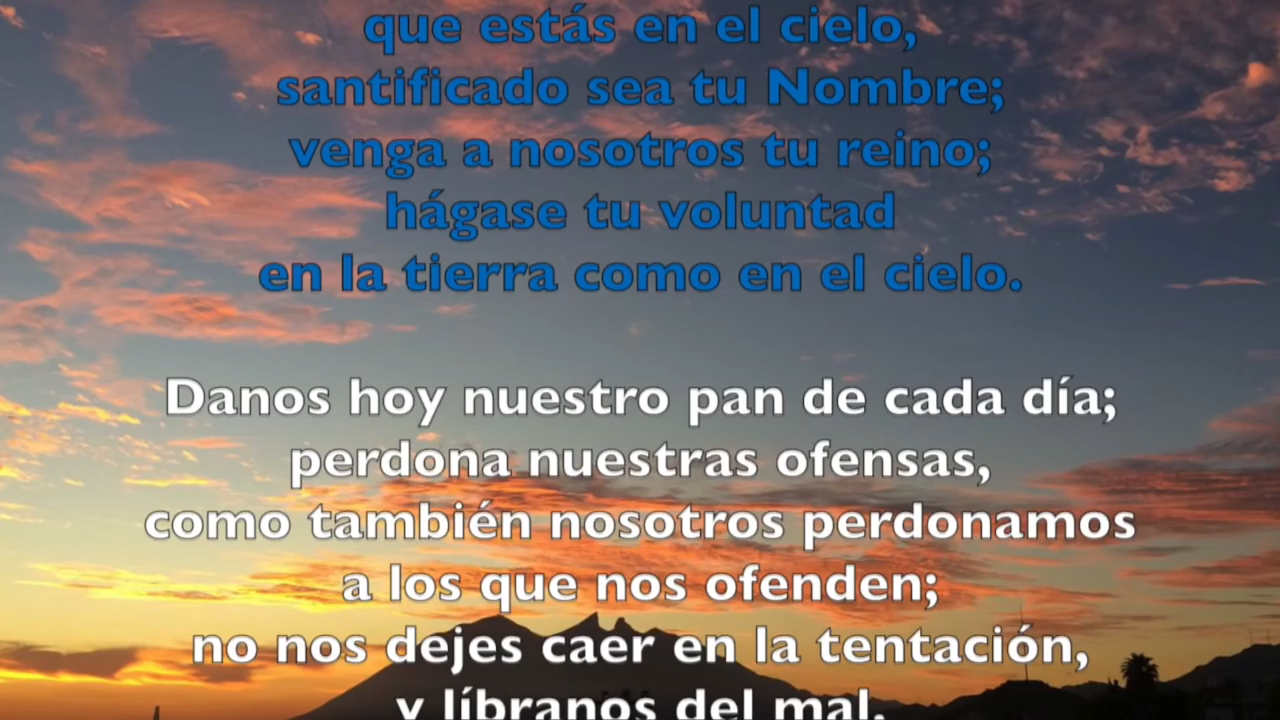 que estás en el cielo,
santificado sea tu Nombre;
venga a nosotros tu reino;
hágase tu voluntad
en la tierra como en el cielo.
Danos hoy nuestro pan de cada día;
perdona nuestras ofensas,
como también nosotros perdonamos
a los que nos ofenden;
no nos dejes caer en la tentación,
y líbranos del mal.